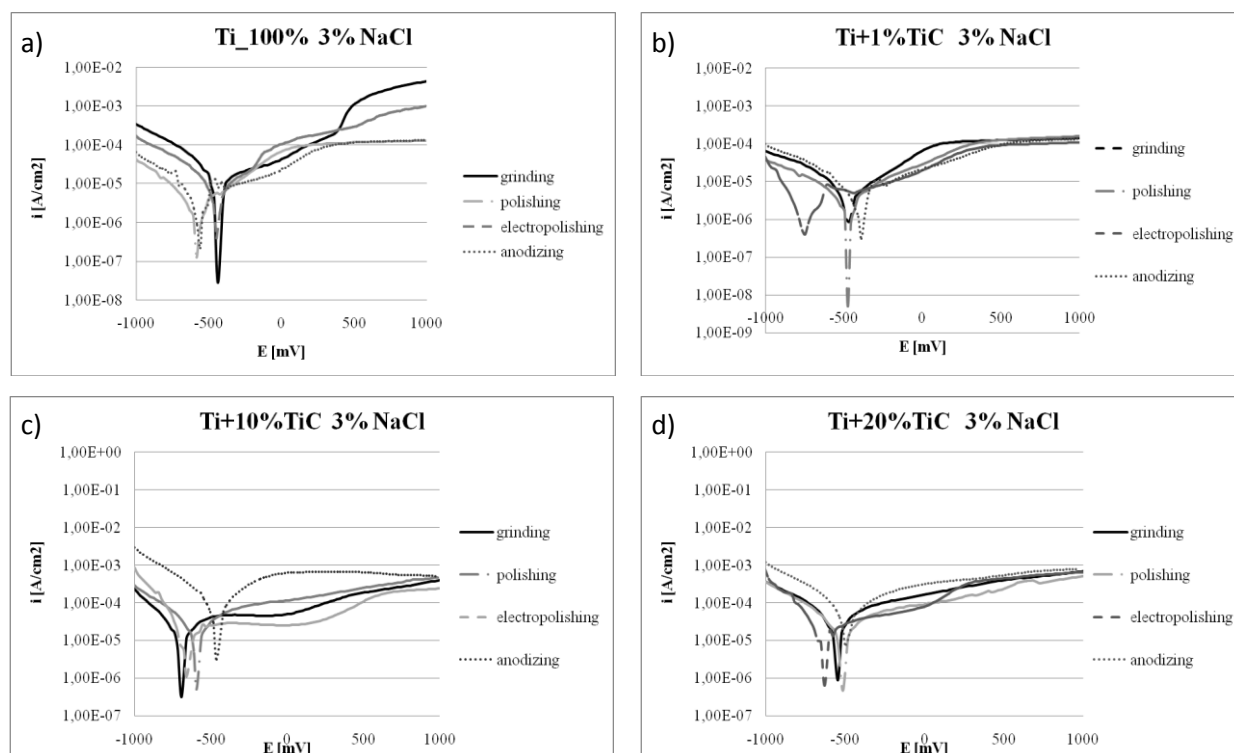 a)
Ti_100% 3% NaCl
1,00E-02
1,00E-03
1,00E-04
1,00E-05
1,00E-06
1,00E-07
1,00E-08
i [A/cm2]
-1000
-500
0
500
1000
E [mV]
grinding
polishing
electropolishing
anodizing
b)
Ti+1%TiC 3% NaCl
1,00E-02
1,00E-03
1,00E-04
1,00E-05
1,00E-06
1,00E-07
1,00E-08
1,00E-09
i [A/cm2]
-1000
-500
0
500
1000
E [mV]
grinding
polishing
electropolishing
anodizing
c)
Ti+10%TiC 3% NaCl
1,00E+00
1,00E-01
1,00E-02
1,00E-03
1,00E-04
1,00E-05
1,00E-06
1,00E-07
i [A/cm2]
-1000
-500
0
500
1000
E [mV]
grinding
polishing
electropolishing
anodizing
d)
Ti+20%TiC 3% NaCl
1,00E+00
1,00E-01
1,00E-02
1,00E-03
1,00E-04
1,00E-05
1,00E-06
1,00E-07
i [A/cm2]
-1000
-500
0
500
1000
E [mV]
grinding
polishing
electropolishing
anodizing